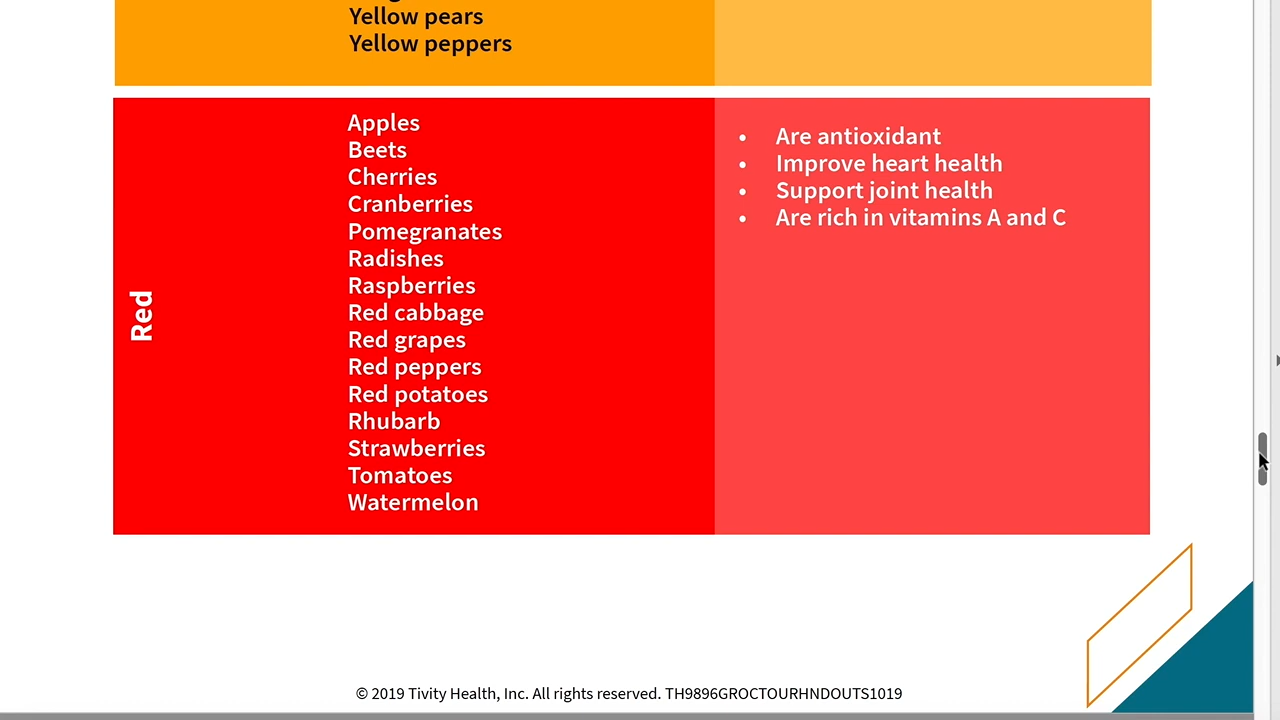 Yellow pears
Yellow peppers
Red
Apples
Beets
Cherries
Cranberries
Pomegranates
Radishes
Raspberries
Red cabbage
Red grapes
Red peppers
Red potatoes
Rhubarb
Strawberries
Tomatoes
Watermelon
• Are antioxidant
• Improve heart health
• Support joint health
• Are rich in vitamins A and C
© 2019 Tivity Health, Inc. All rights reserved. TH9896GROCTOURHNDOUTS1019